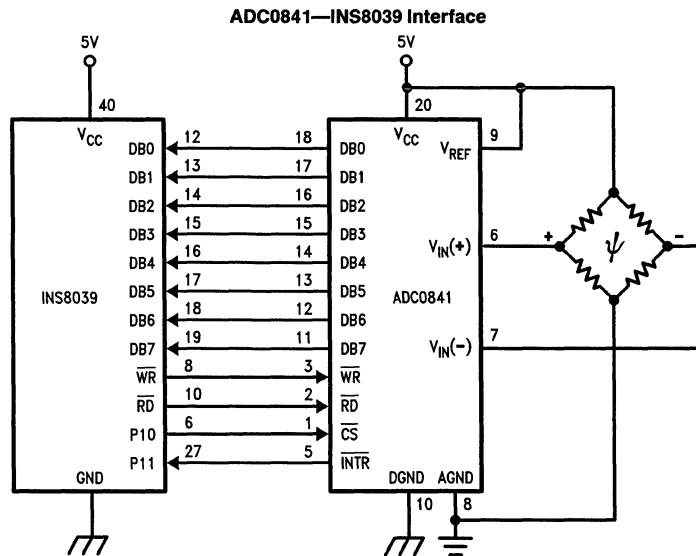 ADC0841—INS8039 Interface
5V 5V
40 20
VCC VCC
9
VREF
DB0 12 18 DB0
DB1 13 17 DB1
DB2 14 16 DB2
DB3 15 15 DB3
DB4 16 14 DB4
DB5 17 13 DB5
DB6 18 12 DB6
DB7 19 11 DB7
WR 8 3 WR
RD 10 2 RD
P10 6 1 CS
P11 27 5 INTR
INS8039
ADC0841
VIN(+) 6 + ψ -
VIN(-) 7
GND
DGND AGND
10 8